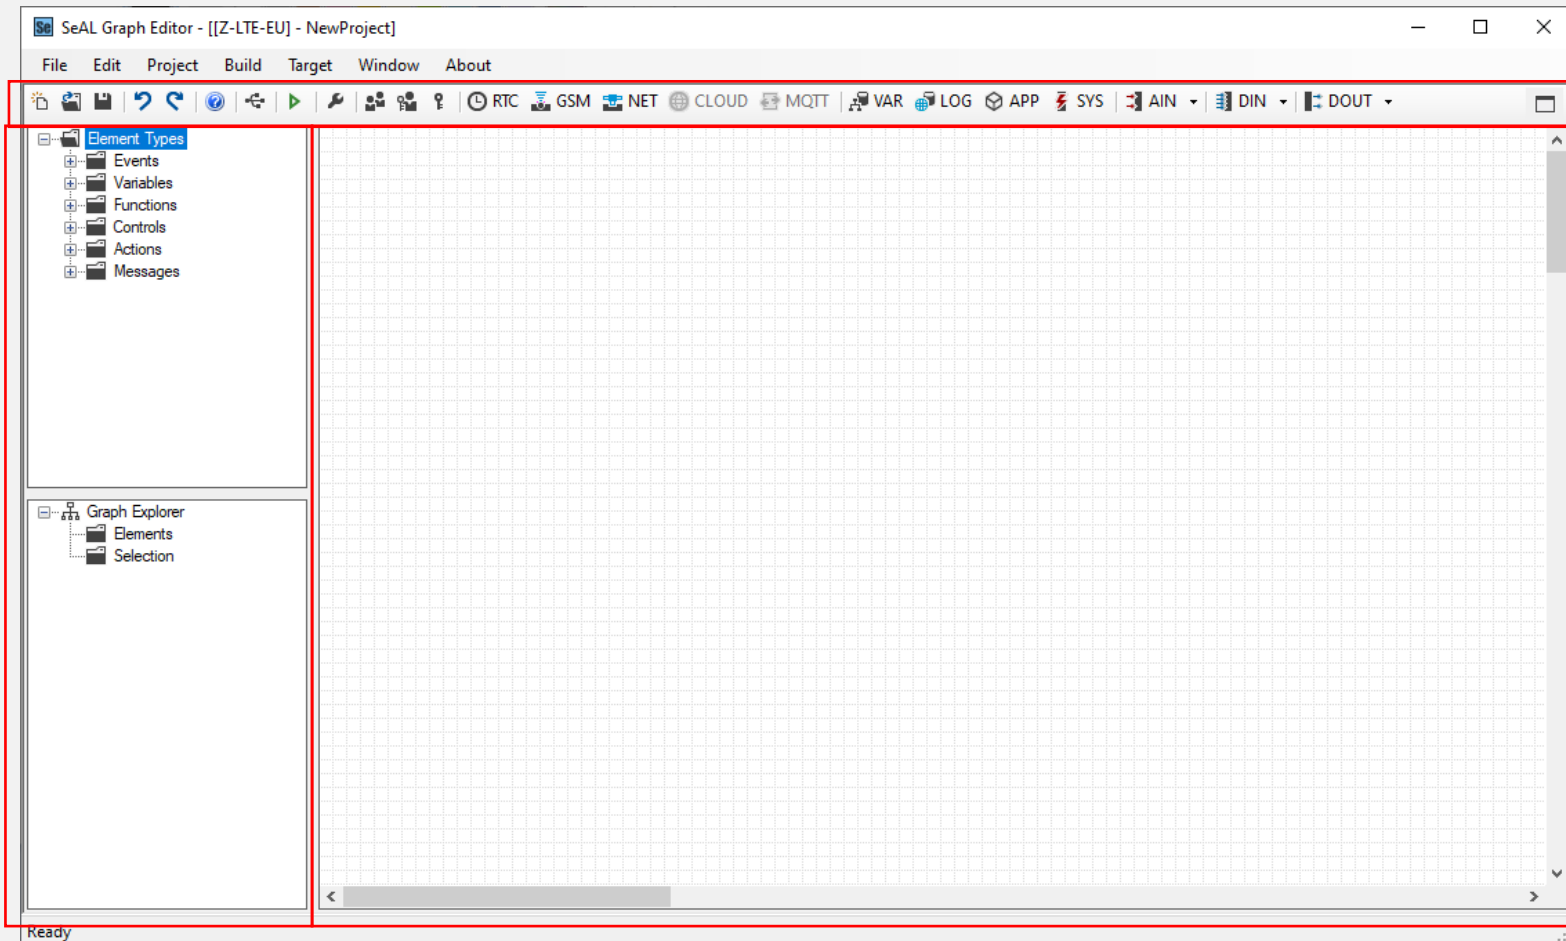 Se SeAL Graph Editor - [[Z-LTE-EU] - NewProject]
File Edit Project Build Target Window About
RTC GSM NET CLOUD MQTT VAR LOG APP SYS AIN DIN DOUT
Element Types
Events
Variables
Functions
Controls
Actions
Messages
Graph Explorer
Elements
Selection
Ready